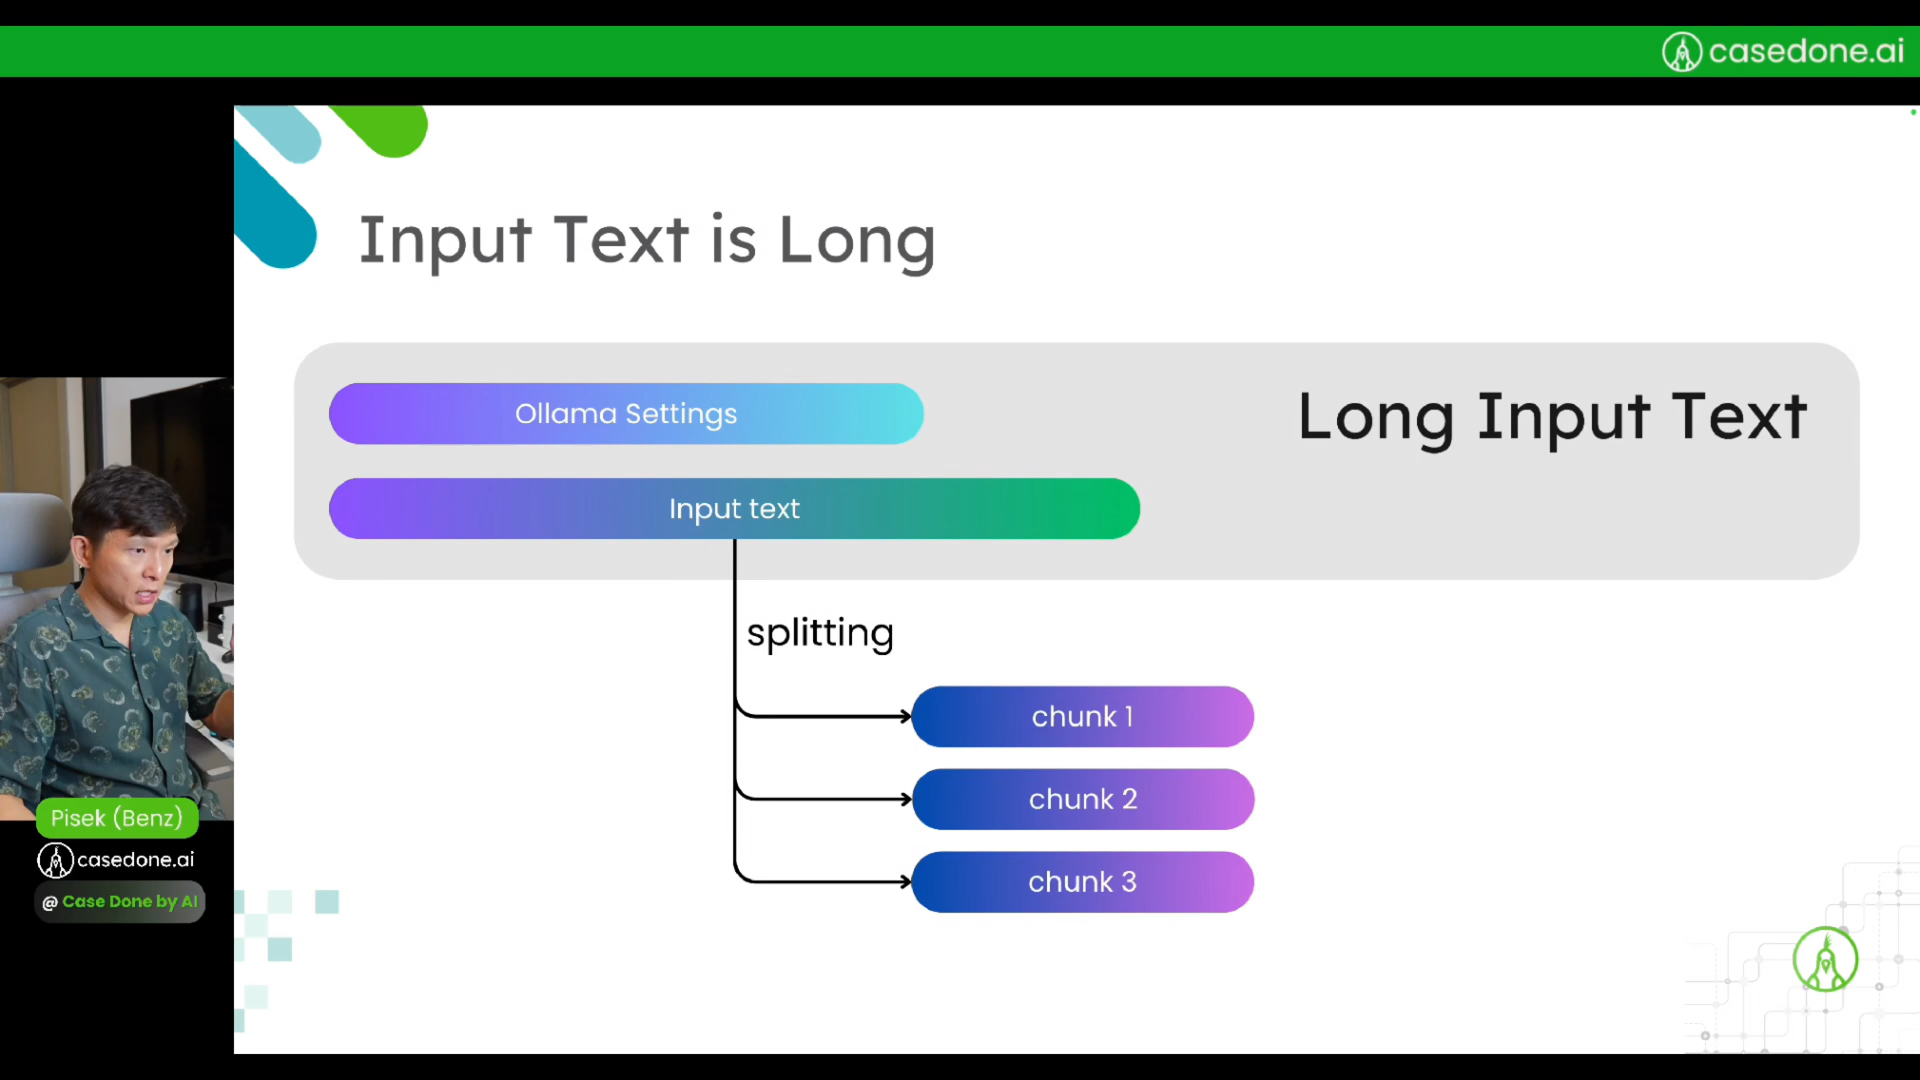 casedone.ai
Input Text is Long
Ollama Settings
Long Input Text
Input text
splitting
chunk 1
chunk 2
chunk 3
Pisek (Benz)
casedone.ai
@ Case Done by AI